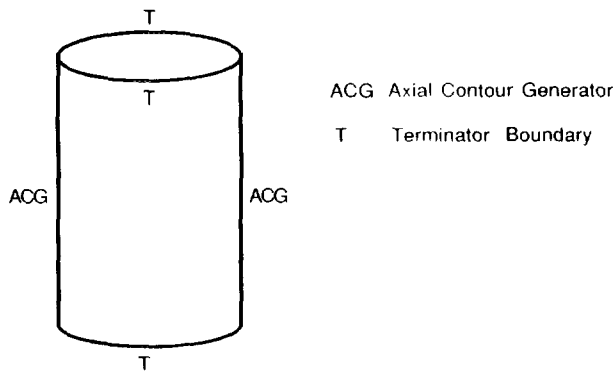 T
T
ACG Axial Contour Generator
T Terminator Boundary
ACG ACG
T